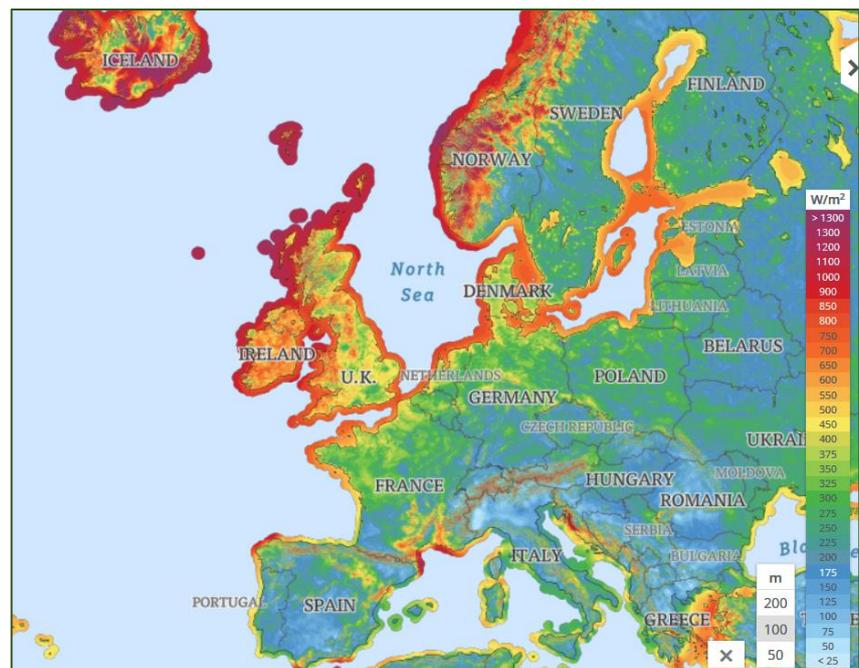 ICELAND
FINLAND
SWEDEN
NORWAY
W/m²
> 1300
1300
1200
1100
1000
900
850
800
750
700
650
600
550
500
450
400
375
350
325
300
275
250
225
200
175
150
125
100
75
50
< 25
ESTONIA
North
Sea
LATVIA
DENMARK
LITHUANIA
IRELAND
BELARUS
U.K.
NETHERLANDS
POLAND
GERMANY
CZECH REPUBLIC
UKRAI
MOLDOVA
FRANCE
HUNGARY
ROMANIA
SERBIA
ITALY
BULGARIA
PORTUGAL
SPAIN
GREECE
m
200
100
50